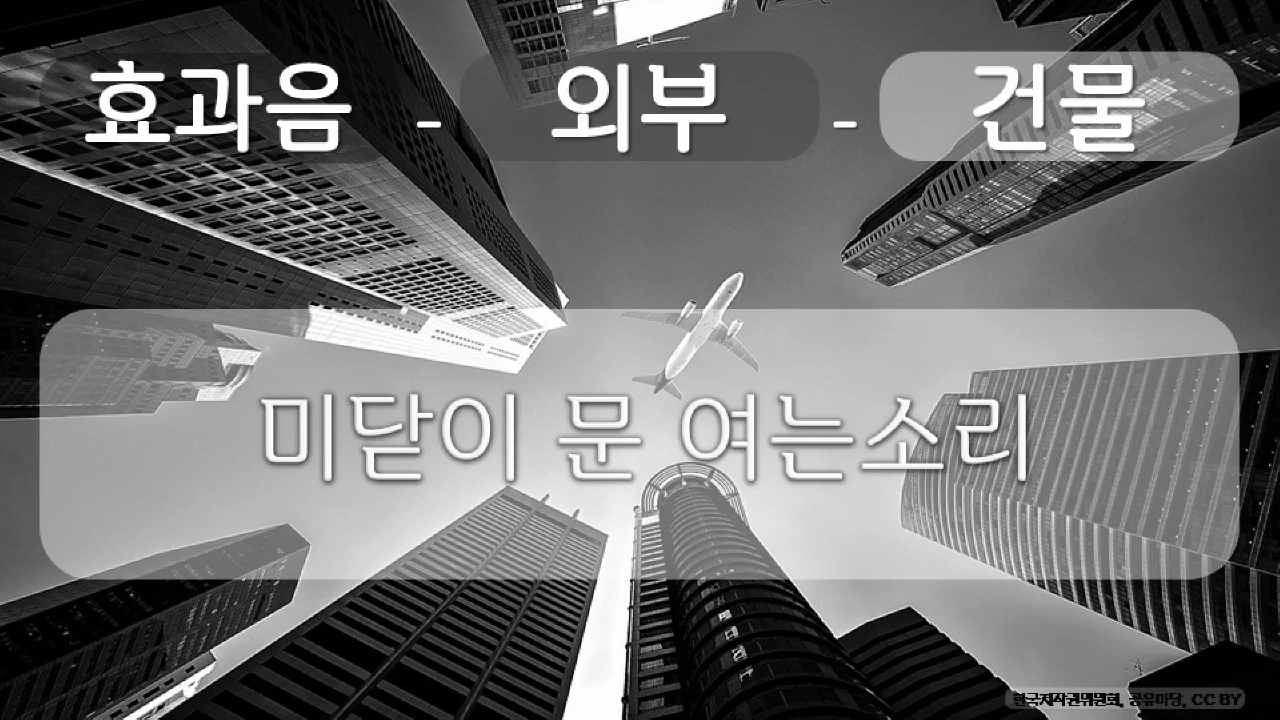 효과음 - 외부 - 건물
미닫이 문 여는소리
한국저작권위원회, 공유마당, CC BY